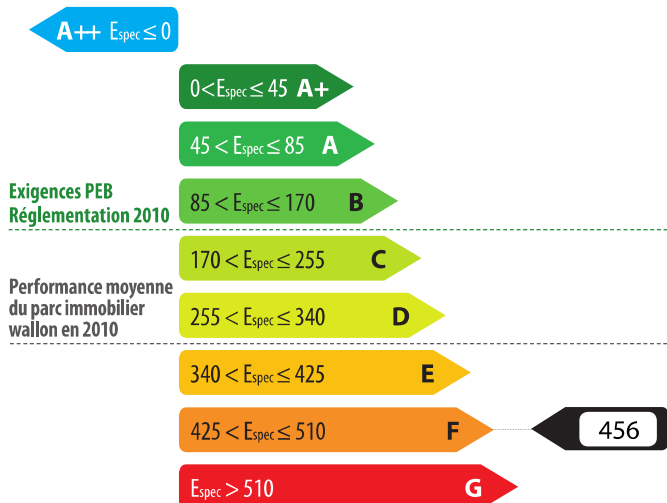 A++ Espec ≤ 0
0 < Espec ≤ 45 A+
45 < Espec ≤ 85 A
Exigences PEB
Réglementation 2010
85 < Espec ≤ 170 B
170 < Espec ≤ 255 C
Performance moyenne
du parc immobilier
wallon en 2010
255 < Espec ≤ 340 D
340 < Espec ≤ 425 E
425 < Espec ≤ 510 F 456
Espec > 510 G